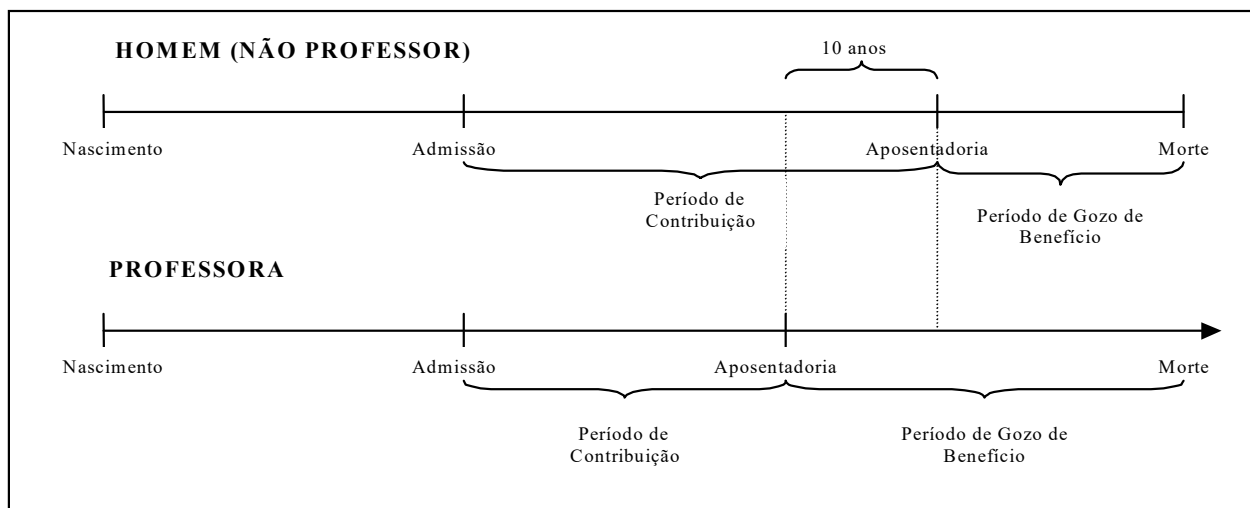 10 anos
HOMEM (NÃO PROFESSOR)
Nascimento Admissão Aposentadoria Morte
Período de
Contribuição
Período de Gozo de
Benefício
PROFESSORA
Nascimento Admissão Aposentadoria Morte
Período de
Contribuição
Período de Gozo de
Benefício